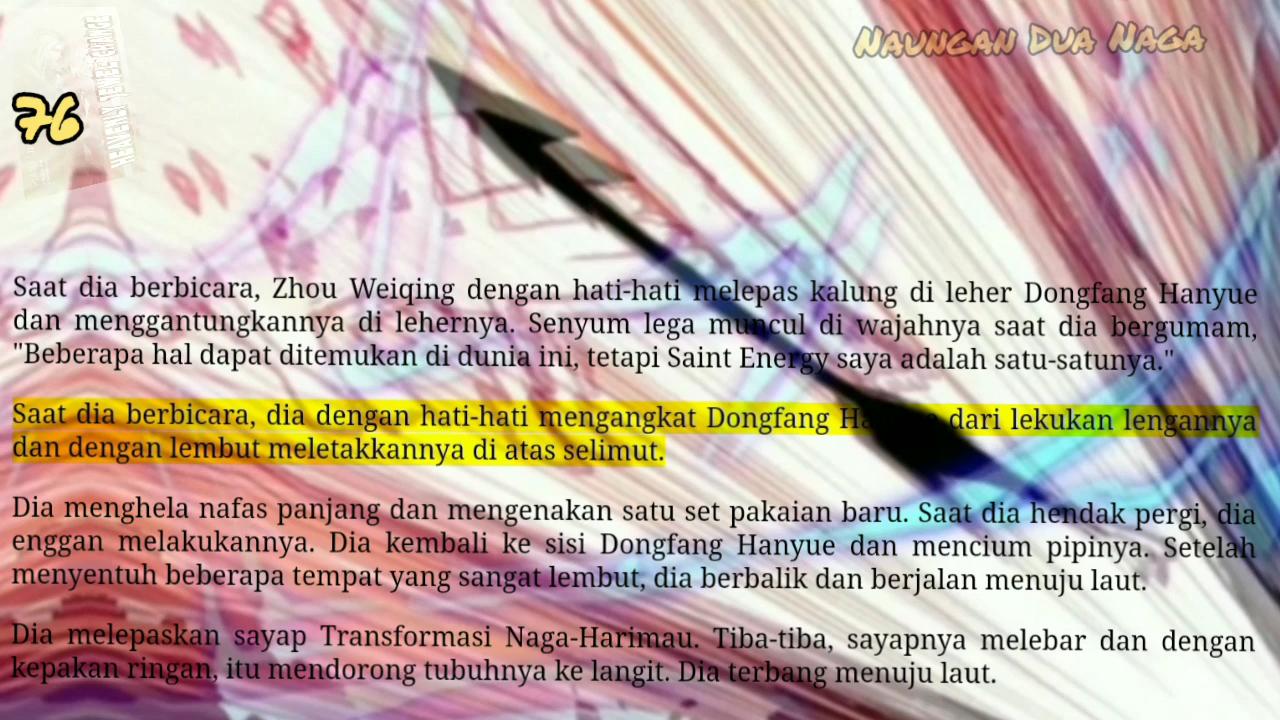 Naungan Dua Naga
76
HEAVENLY JEWEL CHANGE
Saat dia berbicara, Zhou Weiqing dengan hati-hati melepas kalung di leher Dongfang Hanyue
dan menggantungkannya di lehernya. Senyum lega muncul di wajahnya saat dia bergumam,
"Beberapa hal dapat ditemukan di dunia ini, tetapi Saint Energy saya adalah satu-satunya."
Saat dia berbicara, dia dengan hati-hati mengangkat Dongfang Hanyue dari lekukan lengannya
dan dengan lembut meletakkannya di atas selimut.
Dia menghela nafas panjang dan mengenakan satu set pakaian baru. Saat dia hendak pergi, dia
enggan melakukannya. Dia kembali ke sisi Dongfang Hanyue dan mencium pipinya. Setelah
menyentuh beberapa tempat yang sangat lembut, dia berbalik dan berjalan menuju laut.
Dia melepaskan sayap Transformasi Naga-Harimau. Tiba-tiba, sayapnya melebar dan dengan
kepakan ringan, itu mendorong tubuhnya ke langit. Dia terbang menuju laut.